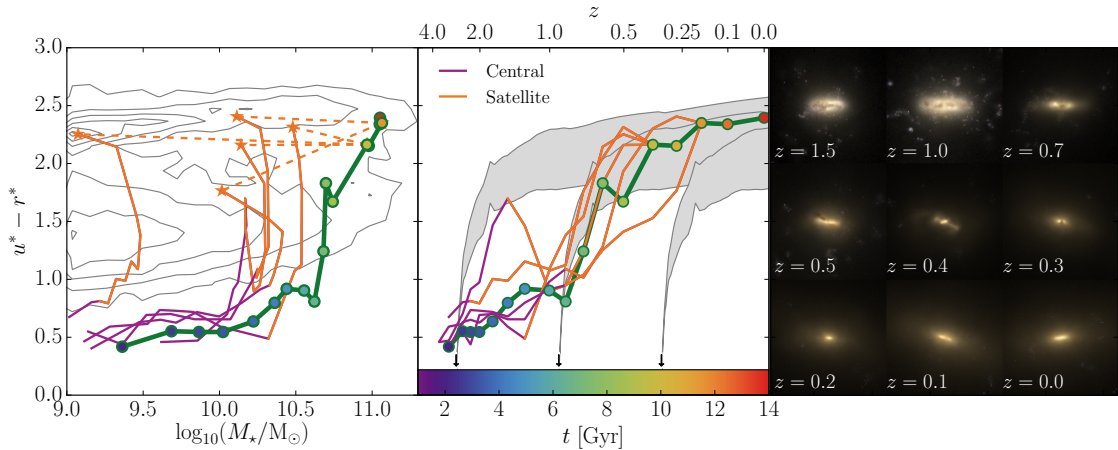 z
4.0 2.0 1.0 0.5 0.25 0.1 0.0
3.0
2.5
2.0
1.5
1.0
0.5
0.0
u* − r*
9.0 9.5 10.0 10.5 11.0
log₁₀(M⋆/M⊙)
Central
Satellite
2 4 6 8 10 12 14
t [Gyr]
z = 1.5 z = 1.0 z = 0.7
z = 0.5 z = 0.4 z = 0.3
z = 0.2 z = 0.1 z = 0.0